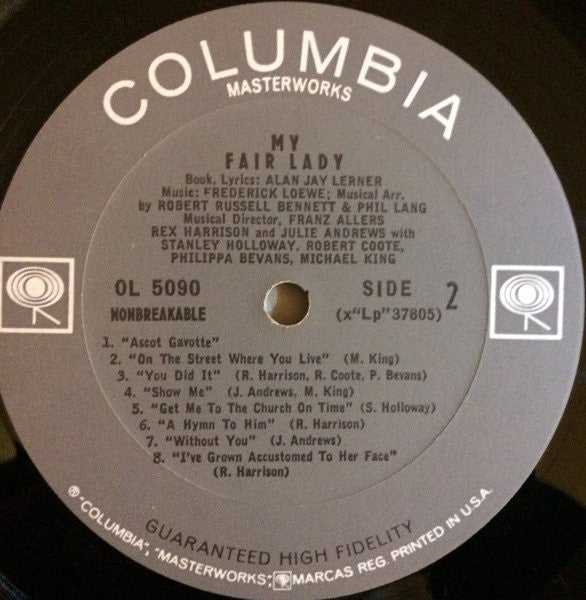 COLUMBIA
MASTERWORKS
MY
FAIR LADY
Book, Lyrics: ALAN JAY LERNER
Music: FREDERICK LOEWE; Musical Arr.
by ROBERT RUSSELL BENNETT & PHIL LANG
Musical Director, FRANZ ALLERS
REX HARRISON and JULIE ANDREWS with
STANLEY HOLLOWAY, ROBERT COOTE,
PHILIPPA BEVANS, MICHAEL KING
OL 5090
NONBREAKABLE
SIDE 2
(x"Lp"37805)
1. "Ascot Gavotte"
2. "On The Street Where You Live" (M. King)
3. "You Did It" (R. Harrison, R. Coote, P. Bevans)
4. "Show Me" (J. Andrews, M. King)
5. "Get Me To The Church On Time" (S. Holloway)
6. "A Hymn To Him" (R. Harrison)
7. "Without You" (J. Andrews)
8. "I've Grown Accustomed To Her Face"
(R. Harrison)
GUARANTEED HIGH FIDELITY
® "COLUMBIA", "MASTERWORKS", MARCAS REG. PRINTED IN U.S.A.